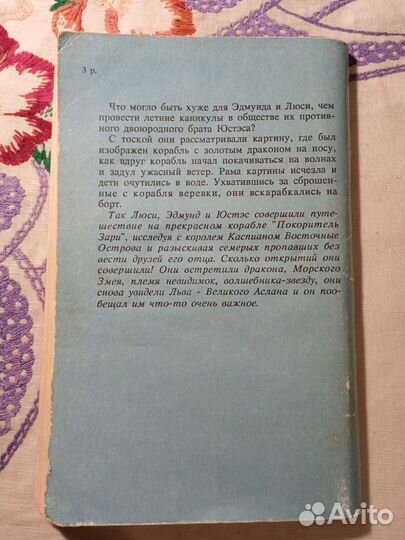 3 р.
Что могло быть хуже для Эдмунда и Люси, чем
провести летние каникулы в обществе их против-
ного двоюродного брата Юстэса?
С тоской они рассматривали картину, где был
изображен корабль с золотым драконом на носу,
как вдруг корабль начал покачиваться на волнах
и задул ужасный ветер. Рама картины исчезла и
дети очутились в воде. Ухватившись за сброшен-
ные с корабля веревки, они вскарабкались на
борт.
Так Люси, Эдмунд и Юстэс совершили путе-
шествие на прекрасном корабле "Покоритель
Зари", исследуя с королем Каспианом Восточные
Острова и разыскивая семерых пропавших без
вести друзей его отца. Сколько открытий они
совершили! Они встретили дракона, Морского
Змея, племя невидимок, волшебника-звезду, они
снова увидели Льва - Великого Аслана и он поо-
бещал им что-то очень важное.
Avito